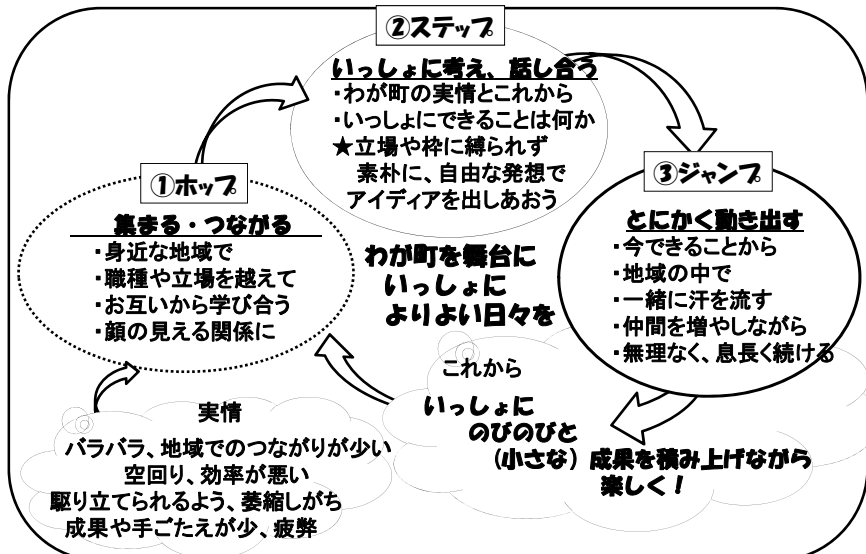 ②ステップ
いっしょに考え、話し合う
・わが町の実情とこれから
・いっしょにできることは何か
★立場や枠に縛られず
素朴に、自由な発想で
アイディアを出しあおう
①ホップ
集まる・つながる
・身近な地域で
・職種や立場を越えて
・お互いから学び合う
・顔の見える関係に
③ジャンプ
とにかく動き出す
・今できることから
・地域の中で
・一緒に汗を流す
・仲間を増やしながら
・無理なく、息長く続ける
わが町を舞台に
いっしょに
よりよい日々を
これから
いっしょに
のびのびと
(小さな)成果を積み上げながら
楽しく!
実情
バラバラ、地域でのつながりが少い
空回り、効率が悪い
駆り立てられるよう、萎縮しがち
成果や手ごたえが少、疲弊